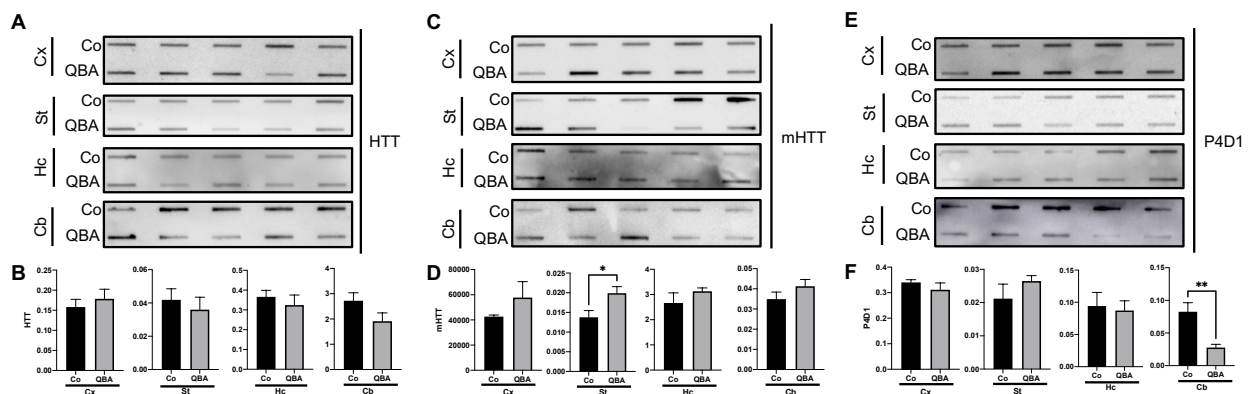 A
Cx
Co
QBA
St
Co
QBA
Hc
Co
QBA
Cb
Co
QBA
HTT
C
Cx
Co
QBA
St
Co
QBA
Hc
Co
QBA
Cb
Co
QBA
mHTT
E
Cx
Co
QBA
St
Co
QBA
Hc
Co
QBA
Cb
Co
QBA
P4D1
B
HTT
0.25
0.20
0.15
0.10
0.05
0.00
Co QBA
Cx
0.06
0.04
0.02
0.00
Co QBA
St
0.5
0.4
0.3
0.2
0.1
0.0
Co QBA
Hc
4
3
2
1
0
Co QBA
Cb
D
mHTT
80000
60000
40000
20000
0
Co QBA
Cx
*
0.025
0.020
0.015
0.010
0.005
0.000
Co QBA
St
4
3
2
1
0
Co QBA
Hc
0.05
0.04
0.03
0.02
0.01
0.00
Co QBA
Cb
F
P4D1
0.4
0.3
0.2
0.1
0.0
Co QBA
Cx
0.03
0.02
0.01
0.00
Co QBA
St
0.15
0.10
0.05
0.00
Co QBA
Hc
**
0.15
0.10
0.05
0.00
Co QBA
Cb